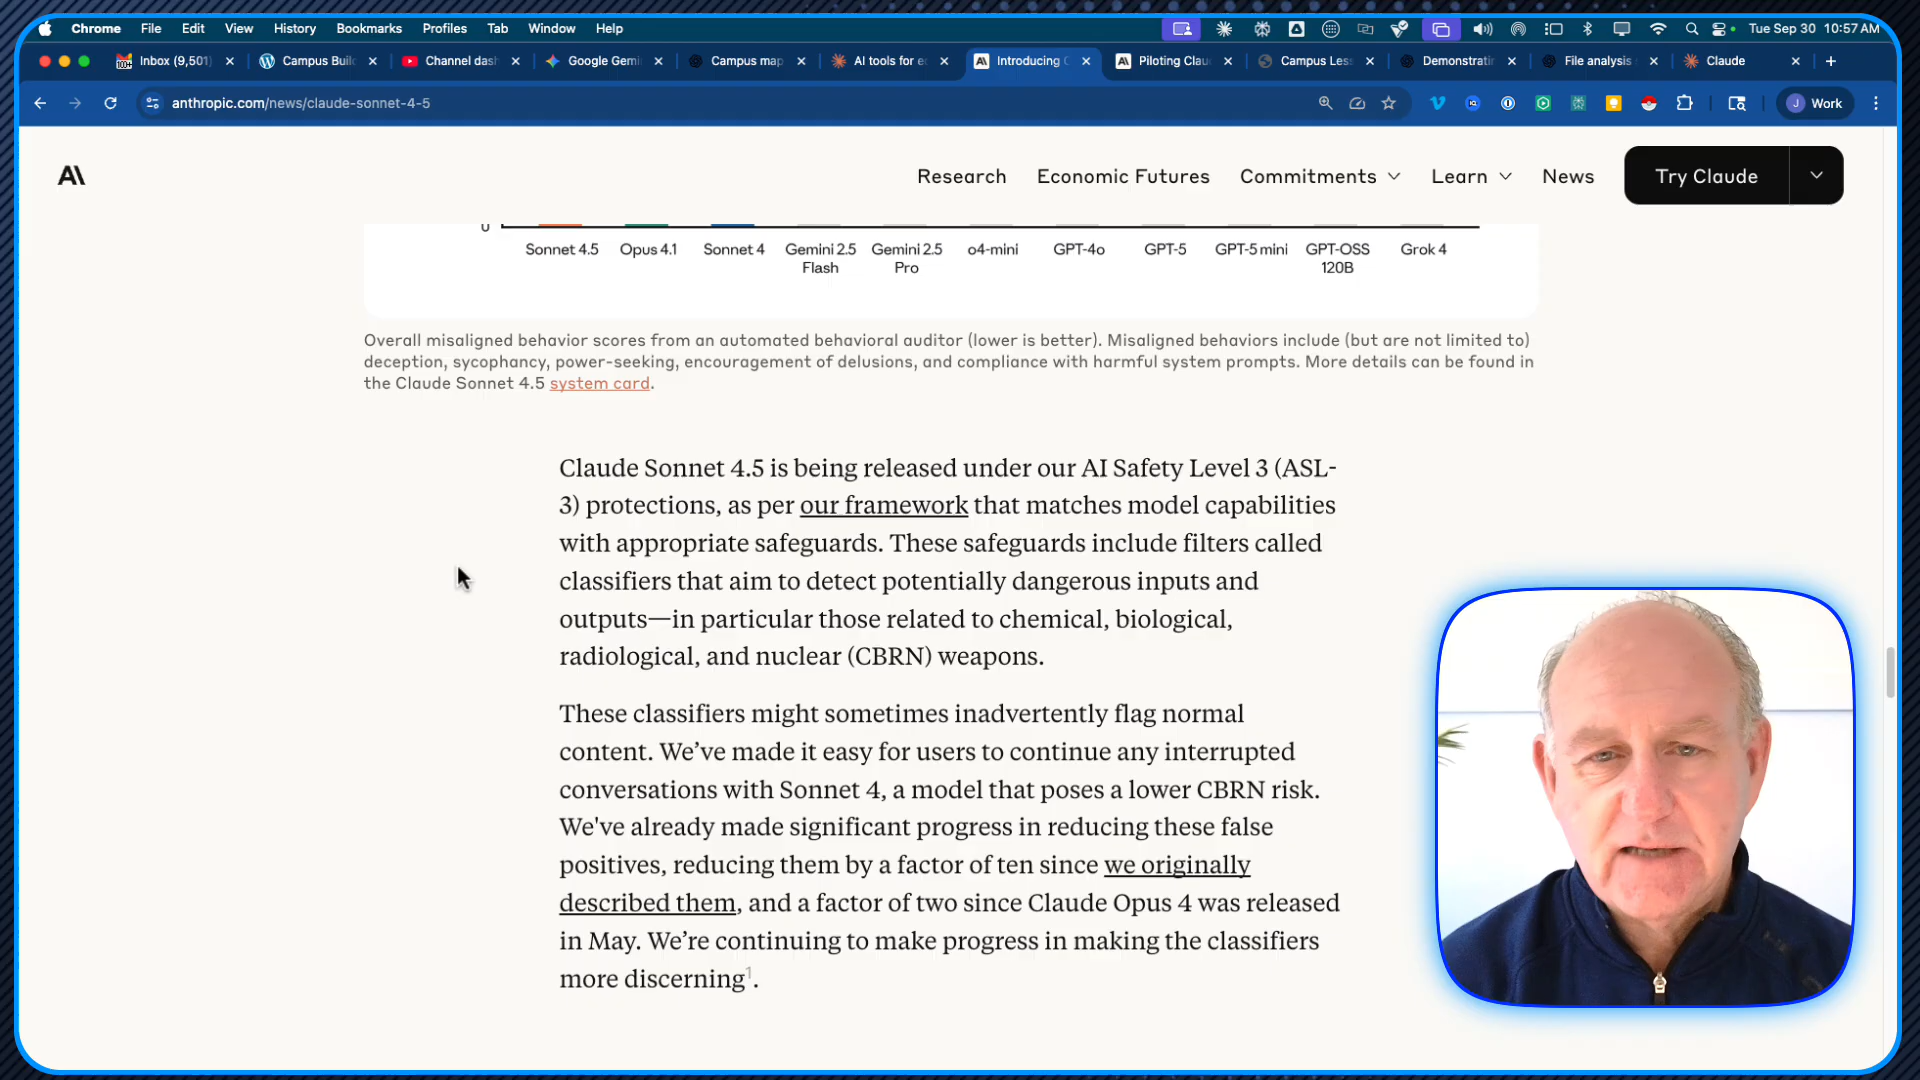 Chrome File Edit View History Bookmarks Profiles Tab Window Help Tue Sep 30 10:57 AM
Inbox (9,501) Campus Buil Channel das Google Gemi Campus map AI tools for e Introducing Piloting Clau Campus Les Demonstrati File analysis Claude
anthropic.com/news/claude-sonnet-4-5 J Work
Research Economic Futures Commitments Learn News Try Claude
0
Sonnet 4.5 Opus 4.1 Sonnet 4 Gemini 2.5 Flash Gemini 2.5 Pro o4-mini GPT-4o GPT-5 GPT-5 mini GPT-OSS 120B Grok 4
Overall misaligned behavior scores from an automated behavioral auditor (lower is better). Misaligned behaviors include (but are not limited to)
deception, sycophancy, power-seeking, encouragement of delusions, and compliance with harmful system prompts. More details can be found in
the Claude Sonnet 4.5 system card.
Claude Sonnet 4.5 is being released under our AI Safety Level 3 (ASL-
3) protections, as per our framework that matches model capabilities
with appropriate safeguards. These safeguards include filters called
classifiers that aim to detect potentially dangerous inputs and
outputs—in particular those related to chemical, biological,
radiological, and nuclear (CBRN) weapons.
These classifiers might sometimes inadvertently flag normal
content. We’ve made it easy for users to continue any interrupted
conversations with Sonnet 4, a model that poses a lower CBRN risk.
We've already made significant progress in reducing these false
positives, reducing them by a factor of ten since we originally
described them, and a factor of two since Claude Opus 4 was released
in May. We’re continuing to make progress in making the classifiers
more discerning1.